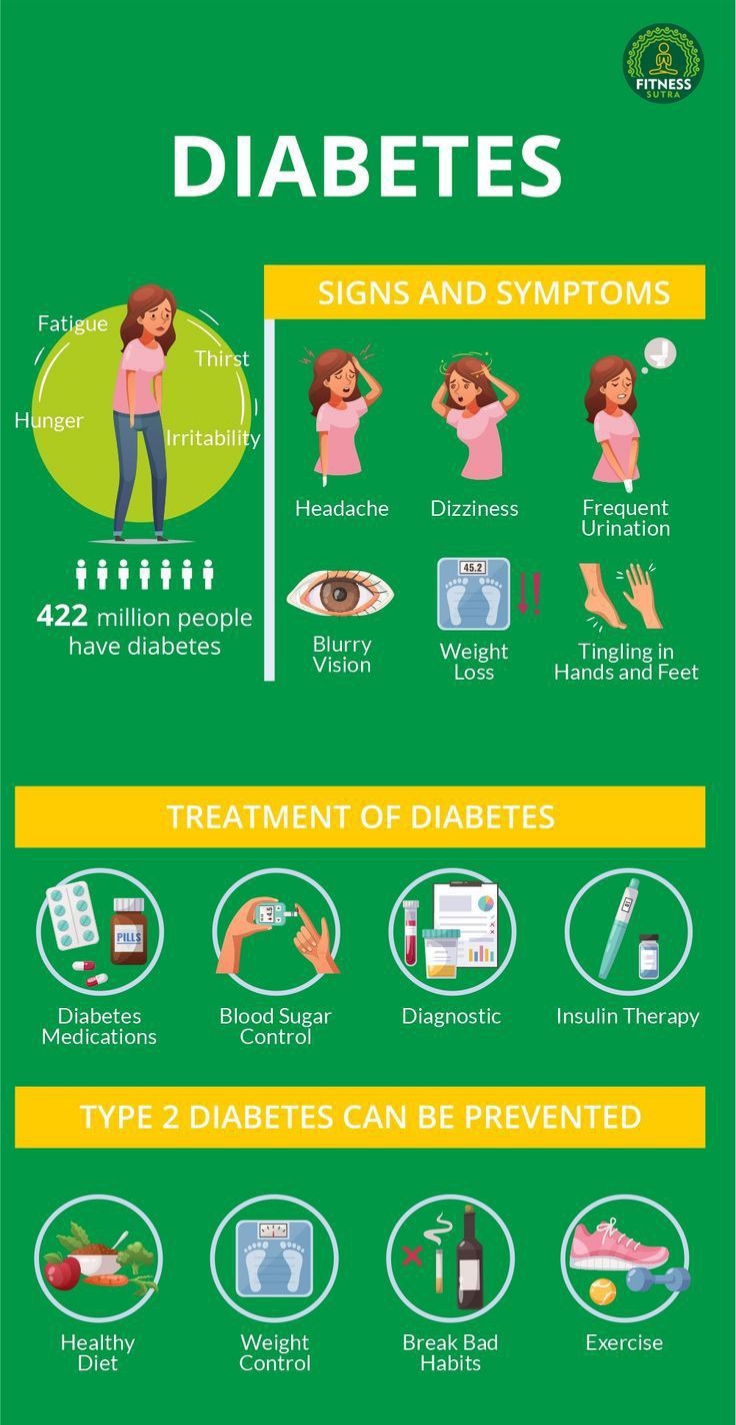 FITNESS
SUTRA
DIABETES
SIGNS AND SYMPTOMS
Fatigue
Thirst
Hunger
Irritability
422 million people
have diabetes
Headache
Dizziness
Frequent
Urination
45.2
Blurry
Vision
Weight
Loss
Tingling in
Hands and Feet
TREATMENT OF DIABETES
PILLS
Diabetes
Medications
Blood Sugar
Control
Diagnostic
Insulin Therapy
TYPE 2 DIABETES CAN BE PREVENTED
Healthy
Diet
Weight
Control
Break Bad
Habits
Exercise